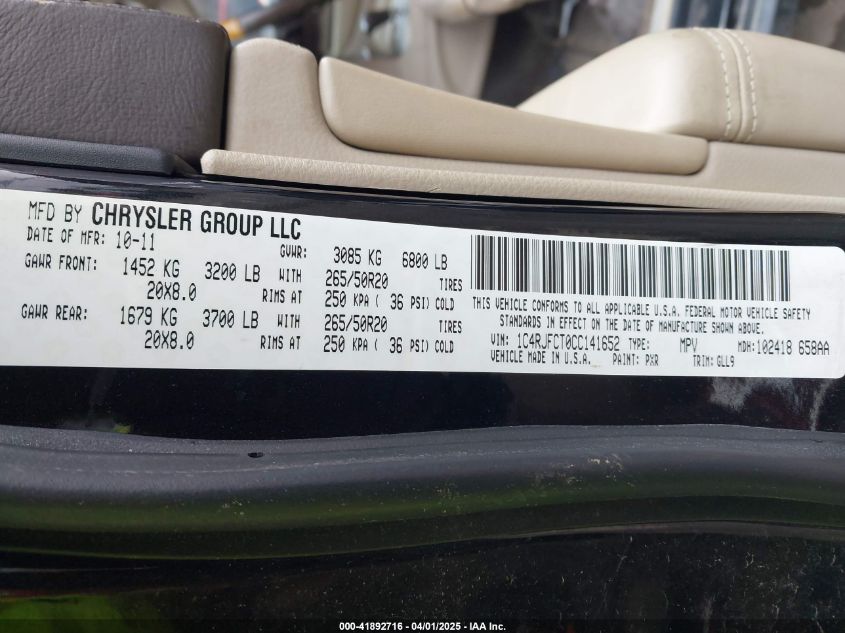 MFD BY CHRYSLER GROUP LLC
DATE OF MFR: 10-11 GVWR: 3085 KG 6800 LB
GAWR FRONT: 1452 KG 3200 LB WITH 265/50R20 TIRES
20X8.0 RIMS AT 250 KPA ( 36 PSI) COLD
GAWR REAR: 1679 KG 3700 LB WITH 265/50R20 TIRES
20X8.0 RIMS AT 250 KPA ( 36 PSI) COLD
THIS VEHICLE CONFORMS TO ALL APPLICABLE U.S.A. FEDERAL MOTOR VEHICLE SAFETY
STANDARDS IN EFFECT ON THE DATE OF MANUFACTURE SHOWN ABOVE.
VIN: 1C4RJFCT0CC141652 TYPE: MPV MDH:102418 658AA
VEHICLE MADE IN U.S.A. PAINT: PXR TRIM: GLL9
000-41892716 - 04/01/2025 - IAA Inc.